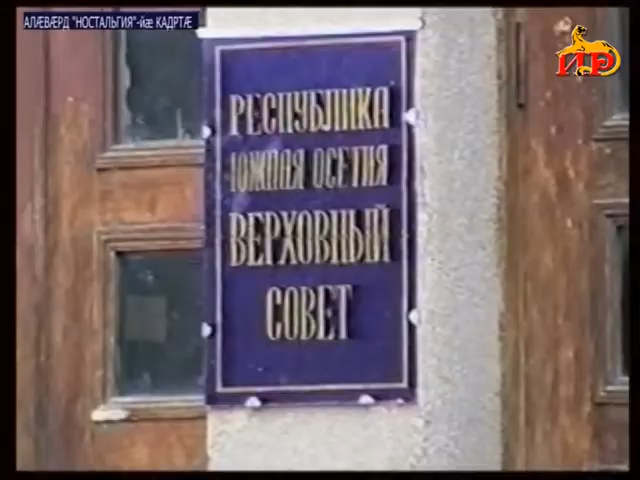 АЛÆВÆРД "НОСТАЛЬГИЯ"-йæ КАДРТÆ
ИР
РЕСПУБЛИКА
ЮЖНАЯ ОСЕТИЯ
ВЕРХОВНЫЙ
СОВЕТ